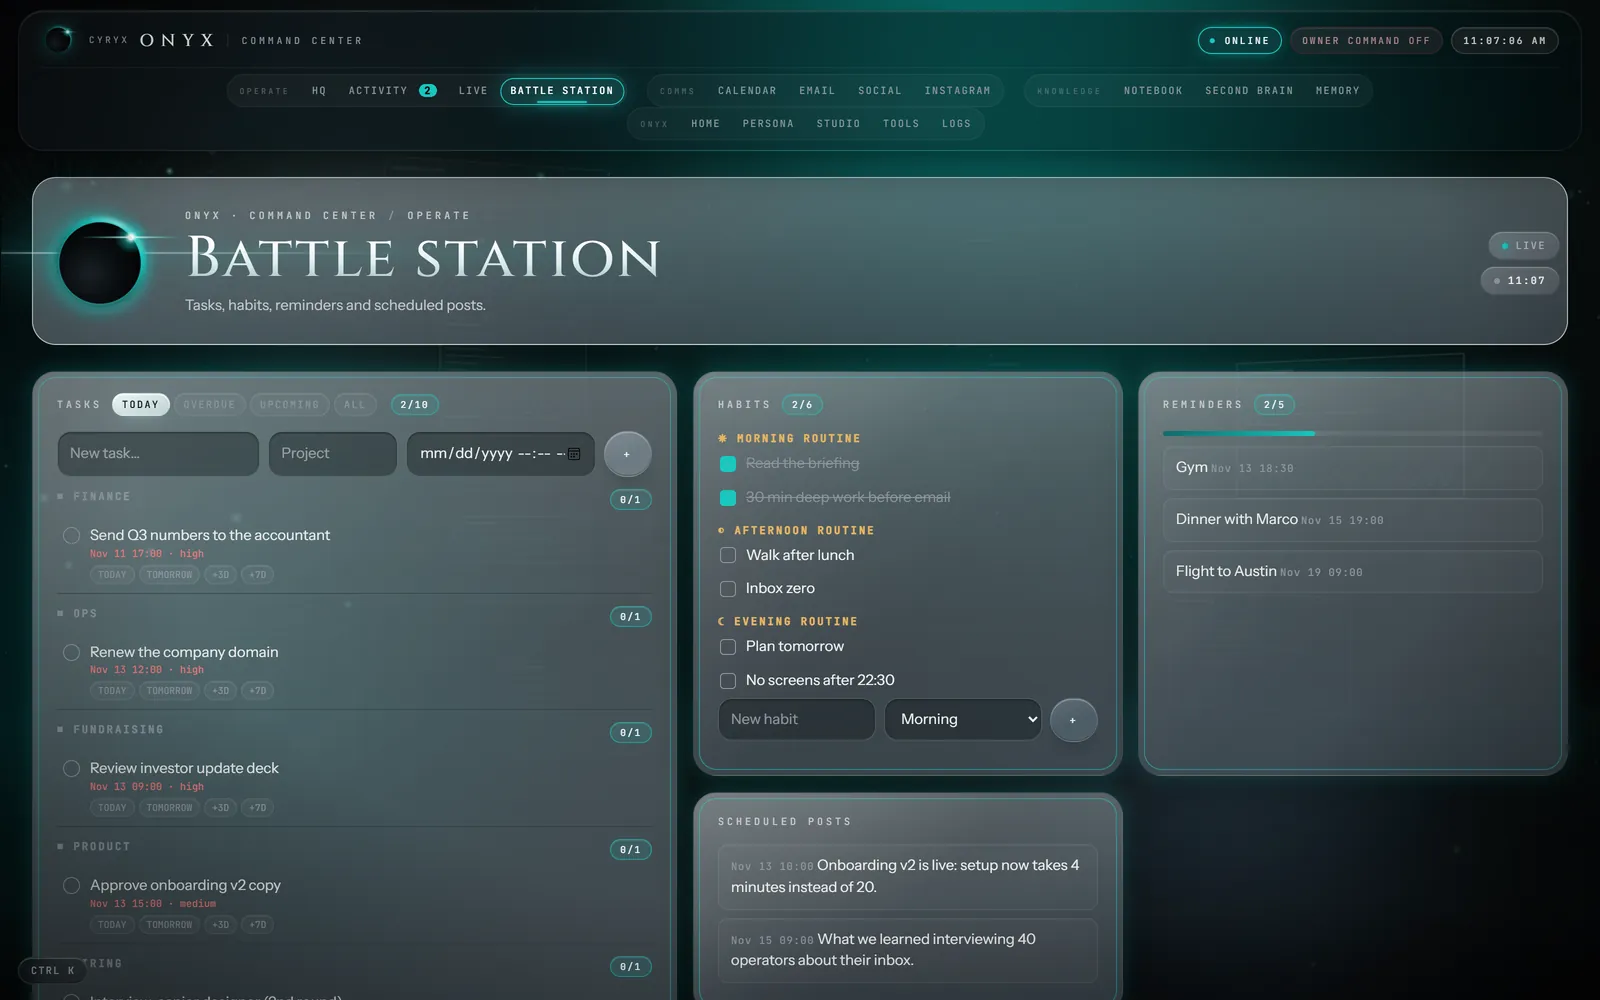 CYRYX ONYX COMMAND CENTER
ONLINE
OWNER COMMAND OFF
11:07:06 AM
OPERATE HQ ACTIVITY 2 LIVE BATTLE STATION
COMMS CALENDAR EMAIL SOCIAL INSTAGRAM
KNOWLEDGE NOTEBOOK SECOND BRAIN MEMORY
ONYX HOME PERSONA STUDIO TOOLS LOGS
ONYX · COMMAND CENTER / OPERATE
BATTLE STATION
Tasks, habits, reminders and scheduled posts.
LIVE
11:07
TASKS TODAY OVERDUE UPCOMING ALL 2/10
New task...
Project
mm/dd/yyyy --:-- -
+
FINANCE 0/1
Send Q3 numbers to the accountant
Nov 11 17:00 · high
TODAY TOMORROW +3D +7D
OPS 0/1
Renew the company domain
Nov 13 12:00 · high
TODAY TOMORROW +3D +7D
FUNDRAISING 0/1
Review investor update deck
Nov 13 09:00 · high
TODAY TOMORROW +3D +7D
PRODUCT 0/1
Approve onboarding v2 copy
Nov 13 15:00 · medium
TODAY TOMORROW +3D +7D
RING 0/1
CTRL K
HABITS 2/6
MORNING ROUTINE
Read the briefing
30 min deep work before email
AFTERNOON ROUTINE
Walk after lunch
Inbox zero
EVENING ROUTINE
Plan tomorrow
No screens after 22:30
New habit
Morning
+
REMINDERS 2/5
Gym Nov 13 18:30
Dinner with Marco Nov 15 19:00
Flight to Austin Nov 19 09:00
SCHEDULED POSTS
Nov 13 10:00 Onboarding v2 is live: setup now takes 4
minutes instead of 20.
Nov 15 09:00 What we learned interviewing 40
operators about their inbox.